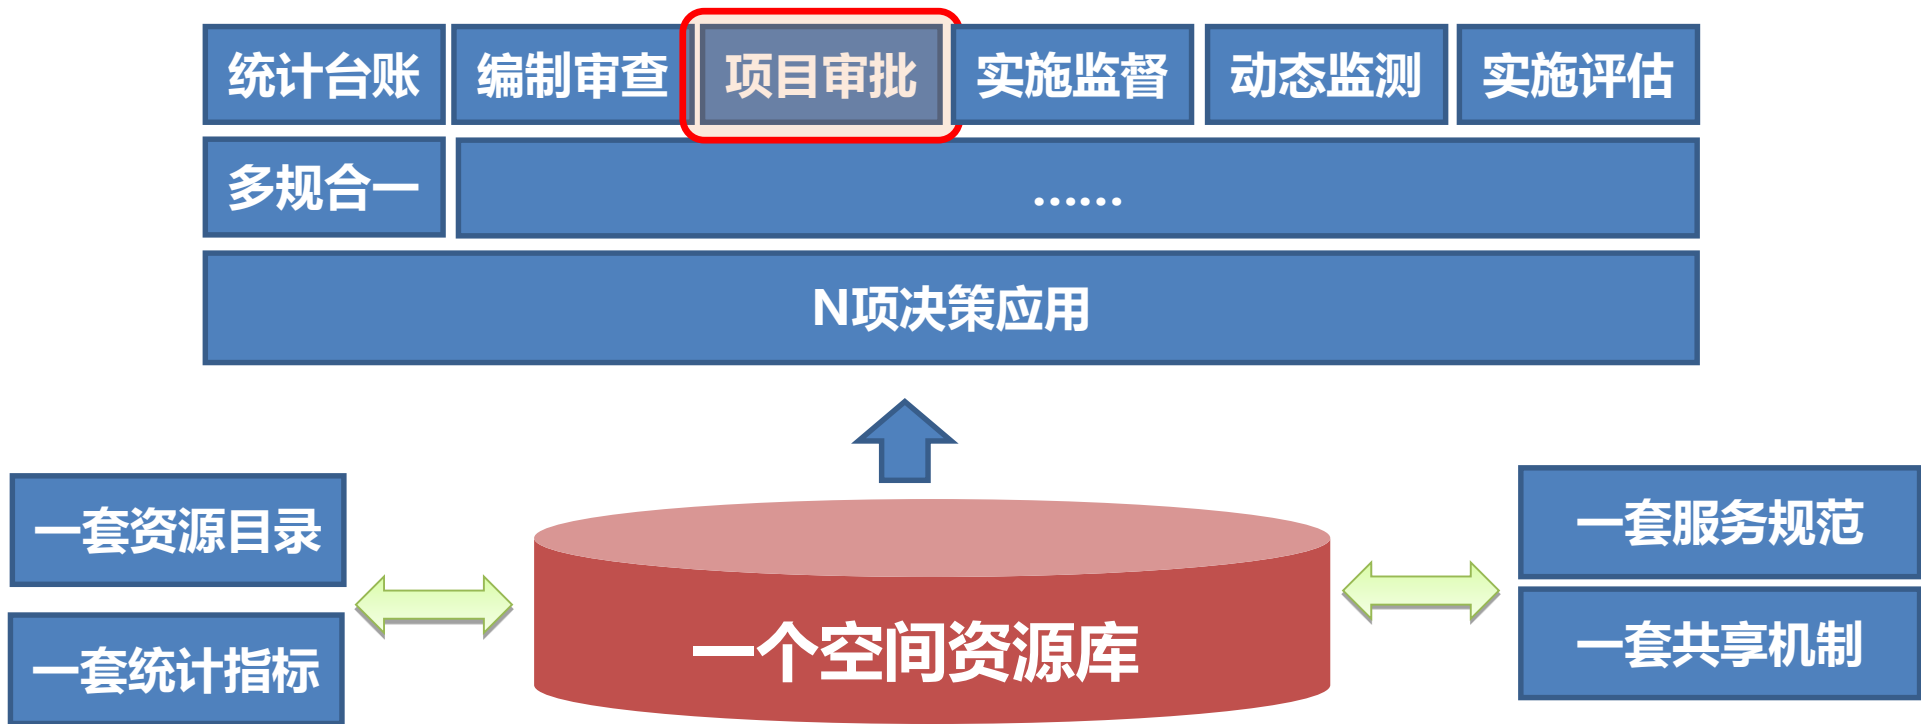 统计台账 编制审查 项目审批 实施监督 动态监测 实施评估
多规合一 ……
N项决策应用
一套资源目录
一套统计指标
一个空间资源库
一套服务规范
一套共享机制